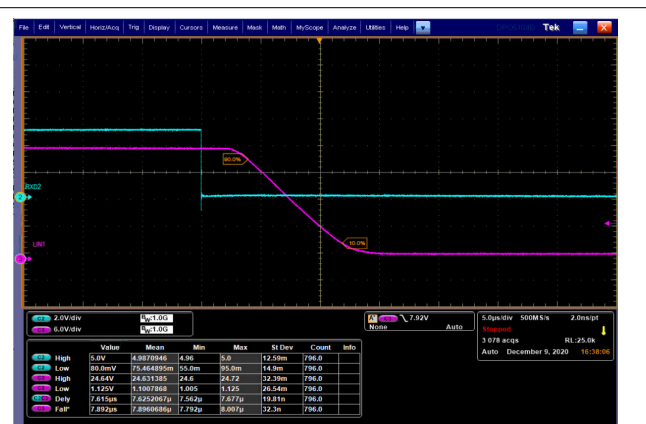 File Edit Vertical Horiz/Acq Trig Display Cursors Measure Mask Math MyScope Analyze Utilities Help Tek
90.0%
RXD2
2
10.0%
LIN1
2.0V/div BW:1.0G
6.0V/div BW:1.0G
A' 7.92V
None Auto
5.0µs/div 500MS/s 2.0ns/pt
Stopped
3 078 acqs RL:25.0k
Auto December 9, 2020 16:38:06
Value Mean Min Max St Dev Count Info
High 5.0V 4.9870946 4.96 5.0 12.59m 796.0
Low 80.0mV 75.464895m 55.0m 95.0m 14.9m 796.0
High 24.64V 24.631385 24.6 24.72 32.39m 796.0
Low 1.125V 1.1007868 1.005 1.125 26.54m 796.0
Dely 7.615µs 7.6252067µ 7.562µ 7.677µ 19.81n 796.0
Fall* 7.892µs 7.8960686µ 7.792µ 8.007µ 32.3n 796.0